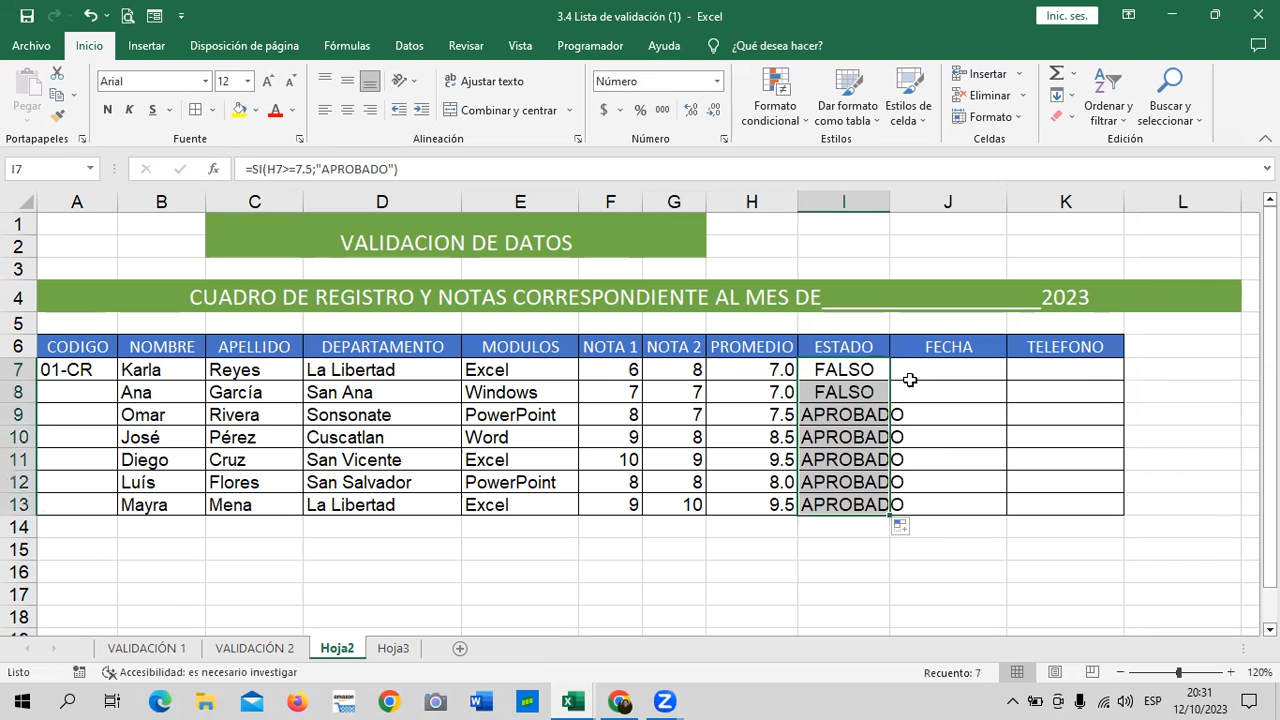 3.4 Lista de validación (1) - Excel
Inic. ses.
Archivo Inicio Insertar Disposición de página Fórmulas Datos Revisar Vista Programador Ayuda ¿Qué desea hacer?
Pegar
Arial 12
N K S
Ajustar texto
Combinar y centrar
Número
$ % 000
Formato condicional
Dar formato como tabla
Estilos de celda
Insertar
Eliminar
Formato
Ordenar y filtrar
Buscar y seleccionar
Portapapeles Fuente Alineación Número Estilos Celdas Edición
I7 fx =SI(H7>=7.5;"APROBADO")
A B C D E F G H I J K L
1
2 VALIDACION DE DATOS
3
4 CUADRO DE REGISTRO Y NOTAS CORRESPONDIENTE AL MES DE____________________2023
5
6 CODIGO NOMBRE APELLIDO DEPARTAMENTO MODULOS NOTA 1 NOTA 2 PROMEDIO ESTADO FECHA TELEFONO
7 01-CR Karla Reyes La Libertad Excel 6 8 7.0 FALSO
8 Ana García San Ana Windows 7 7 7.0 FALSO
9 Omar Rivera Sonsonate PowerPoint 8 7 7.5 APROBADO
10 José Pérez Cuscatlan Word 9 8 8.5 APROBADO
11 Diego Cruz San Vicente Excel 10 9 9.5 APROBADO
12 Luís Flores San Salvador PowerPoint 8 8 8.0 APROBADO
13 Mayra Mena La Libertad Excel 9 10 9.5 APROBADO
14
15
16
17
18
VALIDACIÓN 1 VALIDACIÓN 2 Hoja2 Hoja3
Listo Accesibilidad: es necesario investigar Recuento: 7 120%
ESP 20:31
12/10/2023